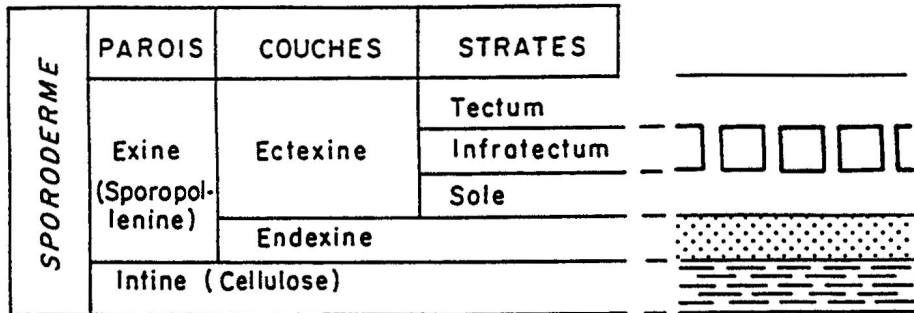 SPORODERME
PAROIS COUCHES STRATES
Tectum
Exine Ectexine Infratectum
(Sporopol-
lenine)
Sole
Endexine
Intine (Cellulose)